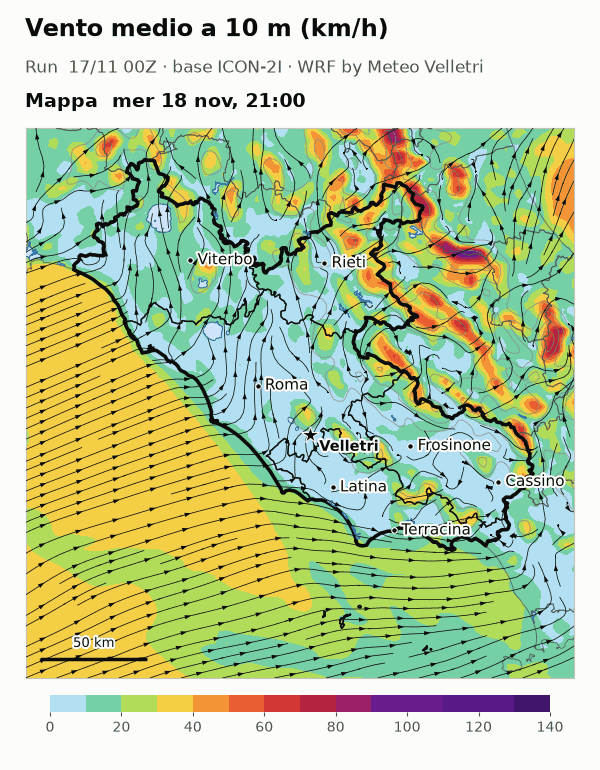 Vento medio a 10 m (km/h)
Run  17/11 00Z · base ICON-2I · WRF by Meteo Velletri
Mappa  mer 18 nov, 21:00
Viterbo
Rieti
Roma
Velletri
Frosinone
Latina
Cassino
Terracina
50 km
0 20 40 60 80 100 120 140